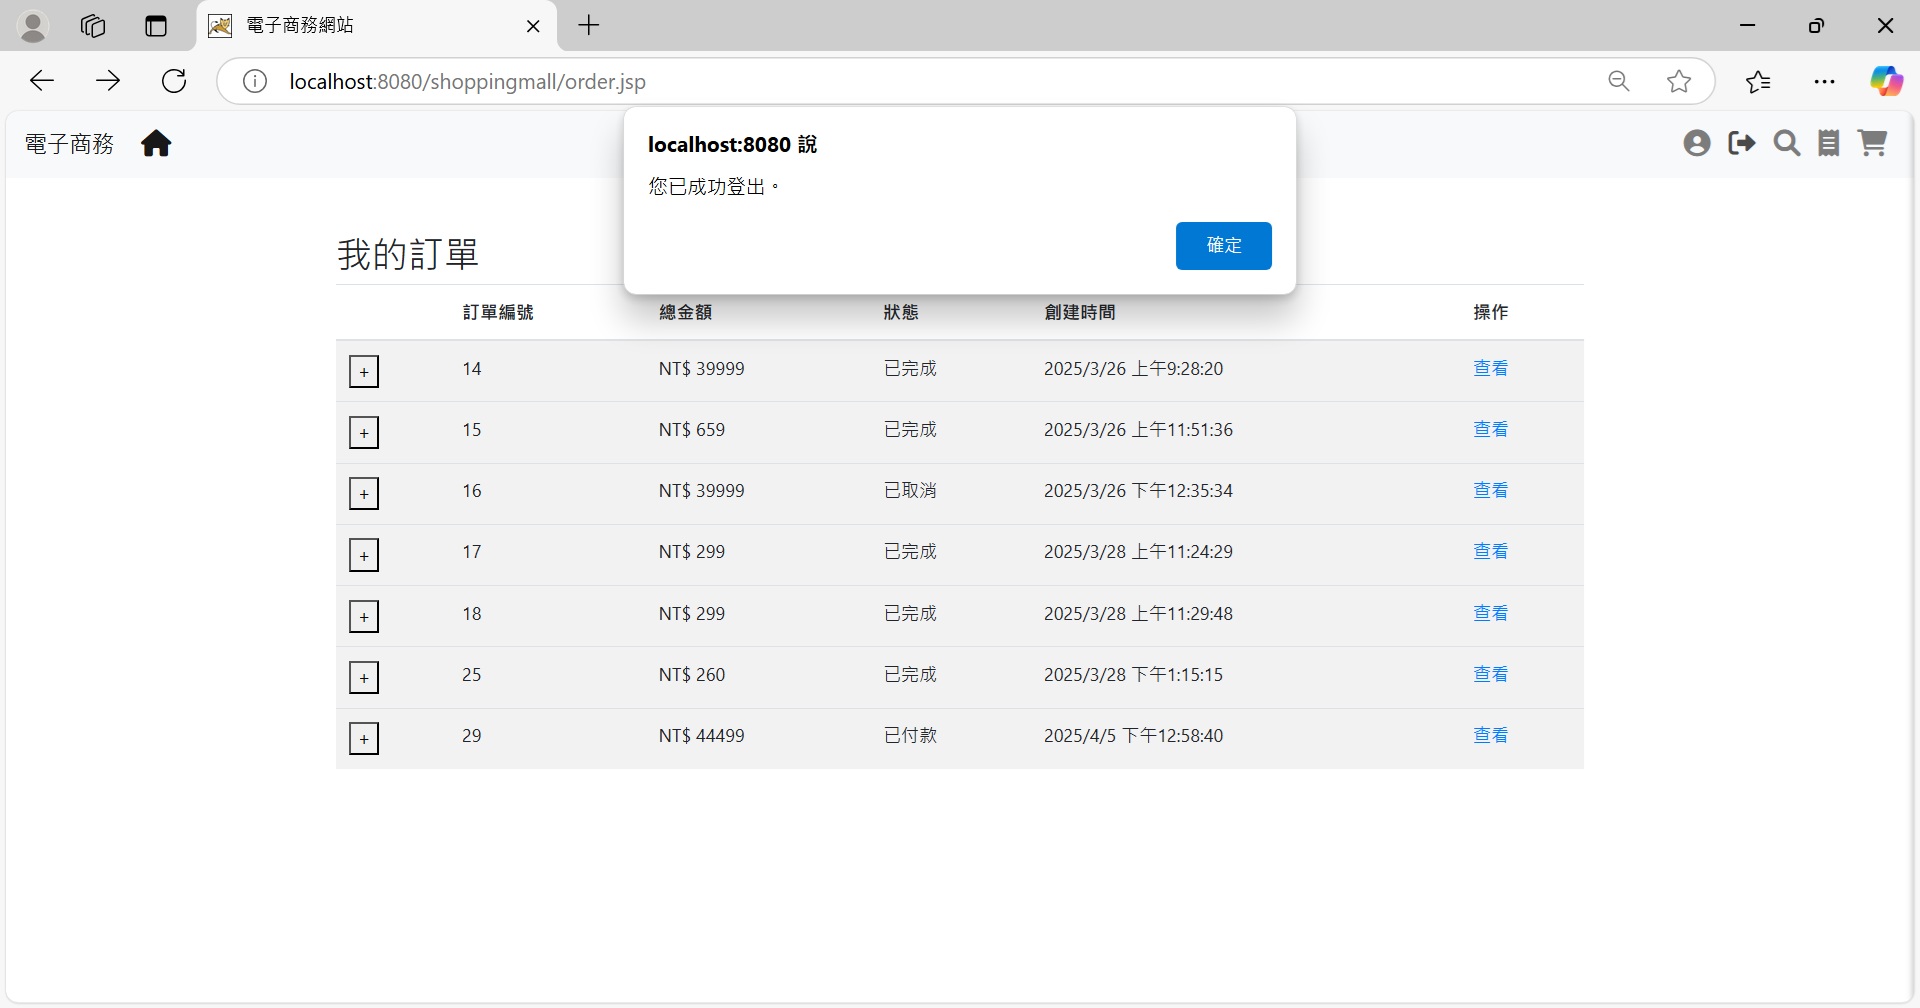 電子商務網站
localhost:8080/shoppingmall/order.jsp
電子商務
localhost:8080 說
您已成功登出。
確定
我的訂單
訂單編號 總金額 狀態 創建時間 操作
+ 14 NT$ 39999 已完成 2025/3/26 上午9:28:20 查看
+ 15 NT$ 659 已完成 2025/3/26 上午11:51:36 查看
+ 16 NT$ 39999 已取消 2025/3/26 下午12:35:34 查看
+ 17 NT$ 299 已完成 2025/3/28 上午11:24:29 查看
+ 18 NT$ 299 已完成 2025/3/28 上午11:29:48 查看
+ 25 NT$ 260 已完成 2025/3/28 下午1:15:15 查看
+ 29 NT$ 44499 已付款 2025/4/5 下午12:58:40 查看